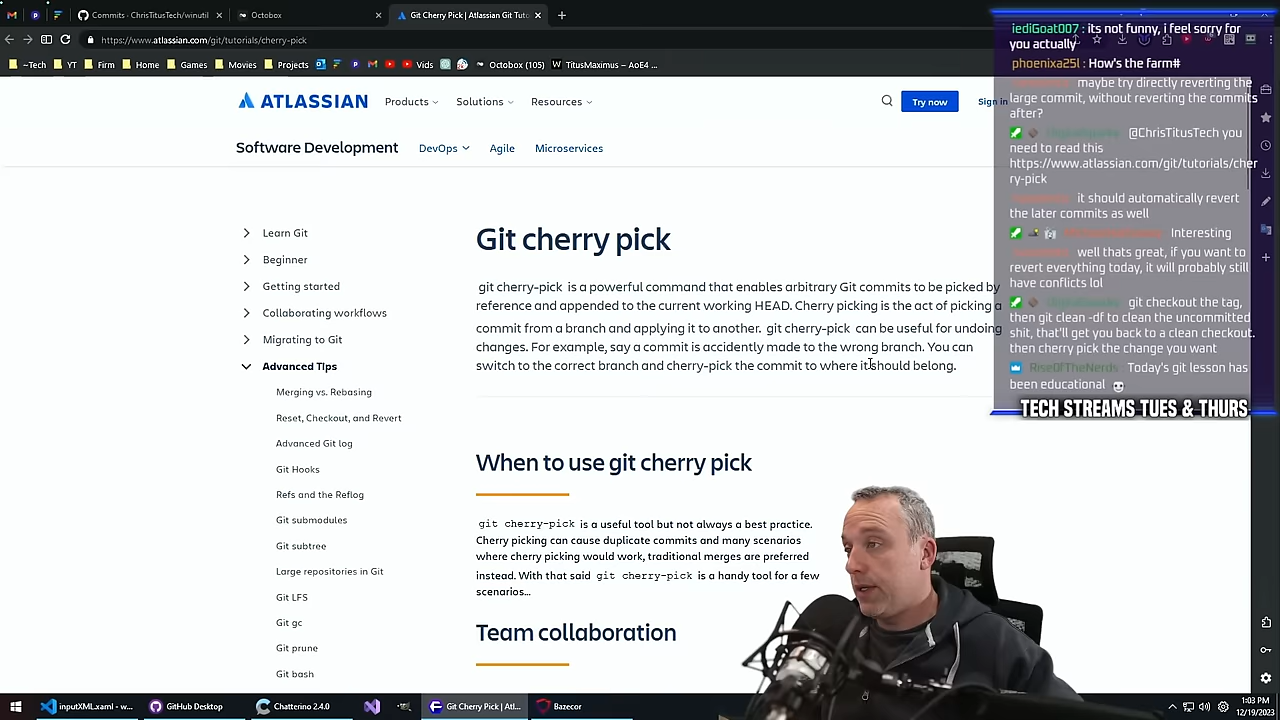 Commits · ChrisTitusTech/winutil
Octobox
Git Cherry Pick | Atlassian Git Tuto
https://www.atlassian.com/git/tutorials/cherry-pick
~Tech
YT
Firm
Home
Games
Movies
Projects
Vids
Octobox (105)
TitusMaximus – AoE4 ...
ATLASSIAN
Products
Solutions
Resources
Try now
Sign in
Software Development
DevOps
Agile
Microservices
Learn Git
Beginner
Getting started
Collaborating workflows
Migrating to Git
Advanced Tips
Merging vs. Rebasing
Reset, Checkout, and Revert
Advanced Git log
Git Hooks
Refs and the Reflog
Git submodules
Git subtree
Large repositories in Git
Git LFS
Git gc
Git prune
Git bash
Git cherry pick
git cherry-pick is a powerful command that enables arbitrary Git commits to be picked by
reference and appended to the current working HEAD. Cherry picking is the act of picking a
commit from a branch and applying it to another. git cherry-pick can be useful for undoing
changes. For example, say a commit is accidently made to the wrong branch. You can
switch to the correct branch and cherry-pick the commit to where it should belong.
When to use git cherry pick
git cherry-pick is a useful tool but not always a best practice.
Cherry picking can cause duplicate commits and many scenarios
where cherry picking would work, traditional merges are preferred
instead. With that said git cherry-pick is a handy tool for a few
scenarios...
Team collaboration
iediGoat007 : its not funny, i feel sorry for
you actually
phoenixa25l : How's the farm#
maybe try directly reverting the
large commit, without reverting the commits
after?
@ChrisTitusTech you
need to read this
https://www.atlassian.com/git/tutorials/cher
ry-pick
it should automatically revert
the later commits as well
Interesting
well thats great, if you want to
revert everything today, it will probably still
have conflicts lol
git checkout the tag,
then git clean -df to clean the uncommitted
shit, that'll get you back to a clean checkout.
then cherry pick the change you want
RiseOfTheNerds : Today's git lesson has
been educational
TECH STREAMS TUES & THURS
inputXML.xaml - w...
GitHub Desktop
Chatterino 2.4.0
Git Cherry Pick | Atl...
Bazecor
1:03 PM
12/19/2023